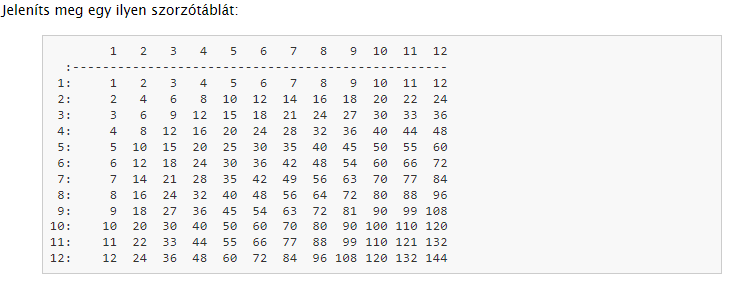 Jeleníts meg egy ilyen szorzótáblát:
        1   2   3   4   5   6   7   8   9  10  11  12
  :--------------------------------------------------
 1:     1   2   3   4   5   6   7   8   9  10  11  12
 2:     2   4   6   8  10  12  14  16  18  20  22  24
 3:     3   6   9  12  15  18  21  24  27  30  33  36
 4:     4   8  12  16  20  24  28  32  36  40  44  48
 5:     5  10  15  20  25  30  35  40  45  50  55  60
 6:     6  12  18  24  30  36  42  48  54  60  66  72
 7:     7  14  21  28  35  42  49  56  63  70  77  84
 8:     8  16  24  32  40  48  56  64  72  80  88  96
 9:     9  18  27  36  45  54  63  72  81  90  99 108
10:    10  20  30  40  50  60  70  80  90 100 110 120
11:    11  22  33  44  55  66  77  88  99 110 121 132
12:    12  24  36  48  60  72  84  96 108 120 132 144